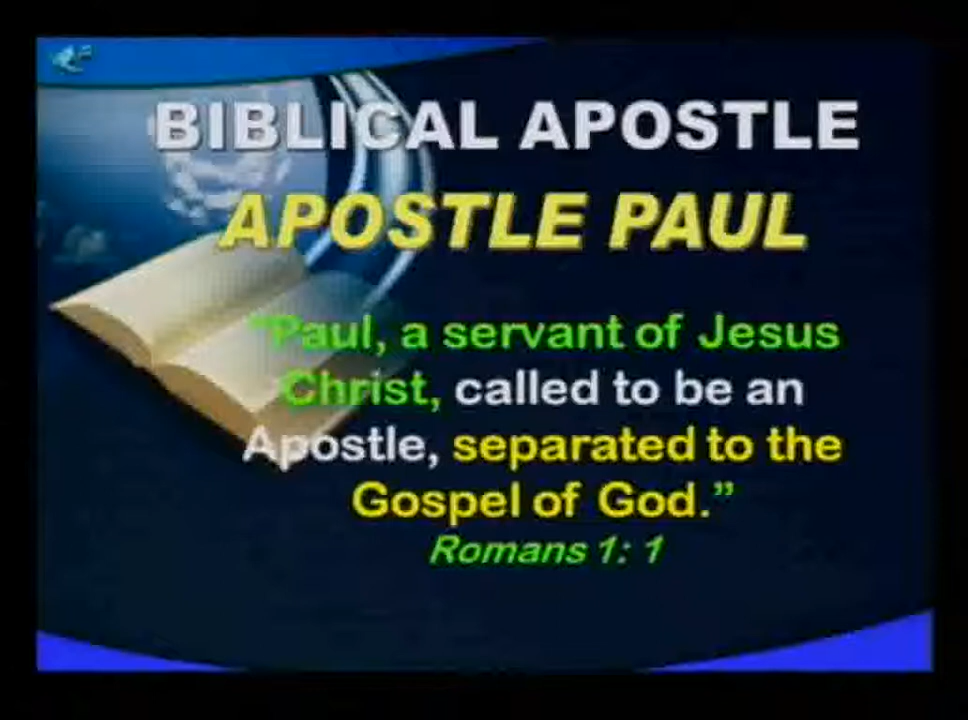 BIBLICAL APOSTLE
APOSTLE PAUL
"Paul, a servant of Jesus
Christ, called to be an
Apostle, separated to the
Gospel of God.”
Romans 1: 1